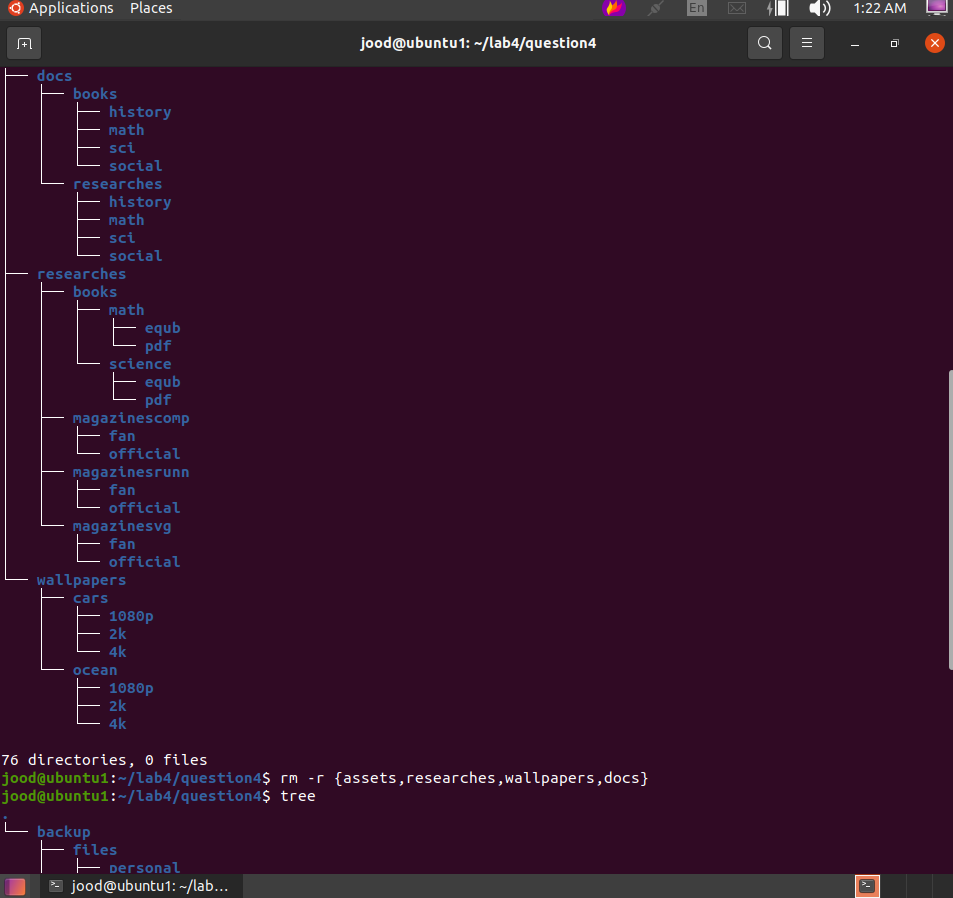 Applications Places En 1:22 AM
jood@ubuntu1: ~/lab4/question4
├── docs
│   ├── books
│   │   ├── history
│   │   ├── math
│   │   ├── sci
│   │   └── social
│   └── researches
│       ├── history
│       ├── math
│       ├── sci
│       └── social
├── researches
│   ├── books
│   │   ├── math
│   │   │   ├── equb
│   │   │   └── pdf
│   │   └── science
│   │       ├── equb
│   │       └── pdf
│   ├── magazinescomp
│   │   ├── fan
│   │   └── official
│   ├── magazinesrunn
│   │   ├── fan
│   │   └── official
│   └── magazinesvg
│       ├── fan
│       └── official
└── wallpapers
    ├── cars
    │   ├── 1080p
    │   ├── 2k
    │   └── 4k
    └── ocean
        ├── 1080p
        ├── 2k
        └── 4k
76 directories, 0 files
jood@ubuntu1:~/lab4/question4$ rm -r {assets,researches,wallpapers,docs}
jood@ubuntu1:~/lab4/question4$ tree
.
└── backup
    ├── files
    │   ├── personal
jood@ubuntu1: ~/lab...